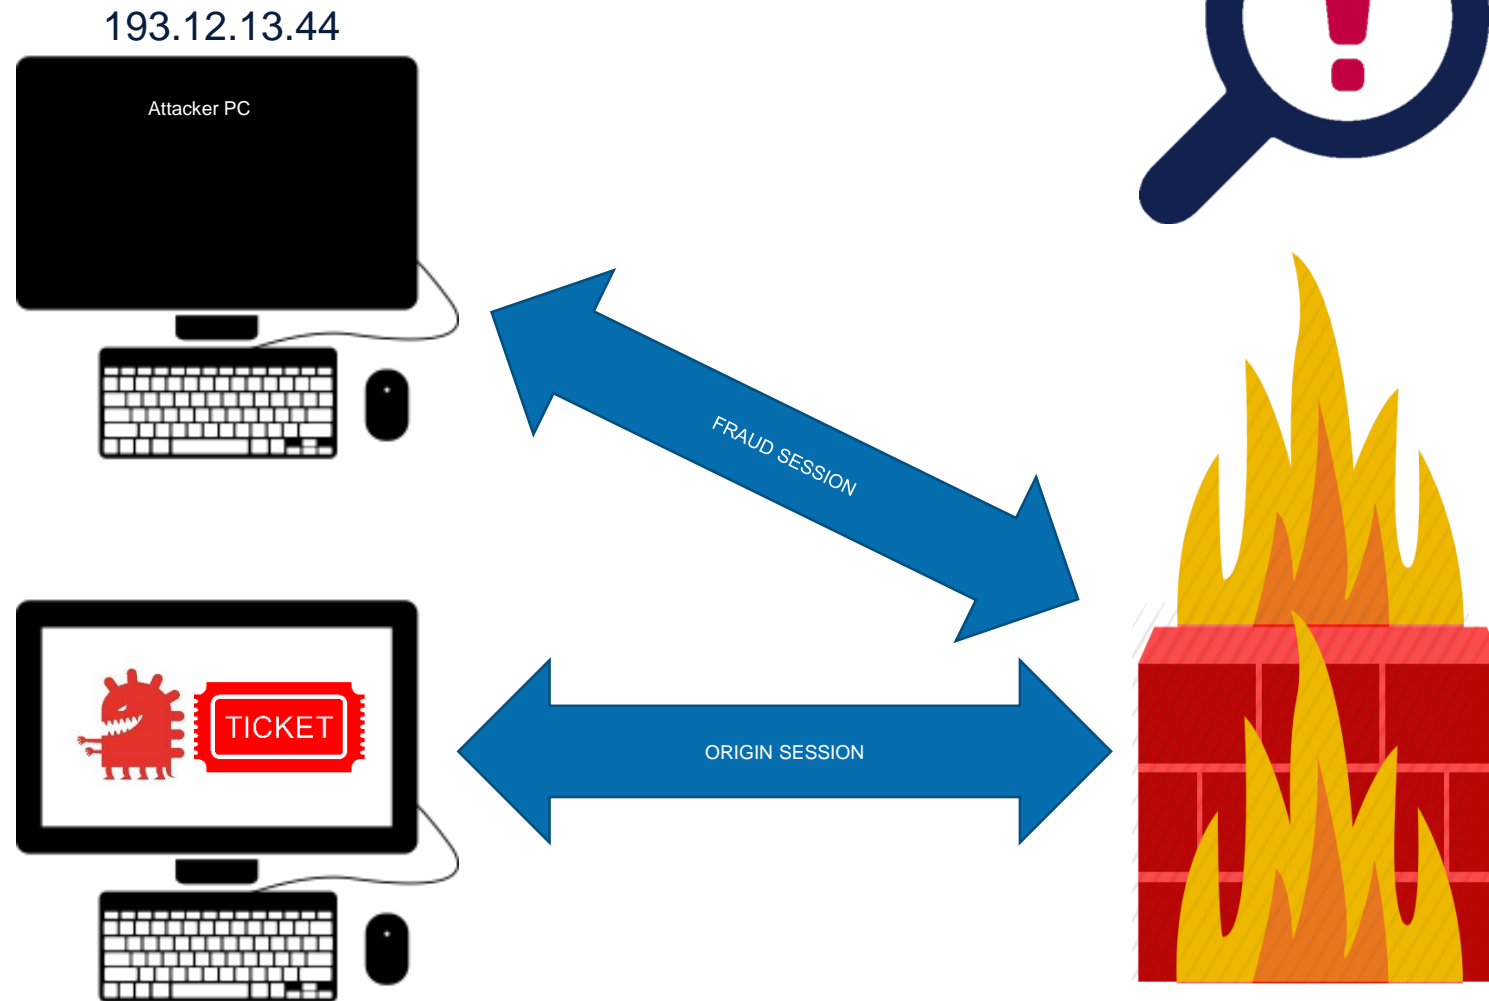 193.12.13.44
Attacker PC
FRAUD SESSION
TICKET
ORIGIN SESSION